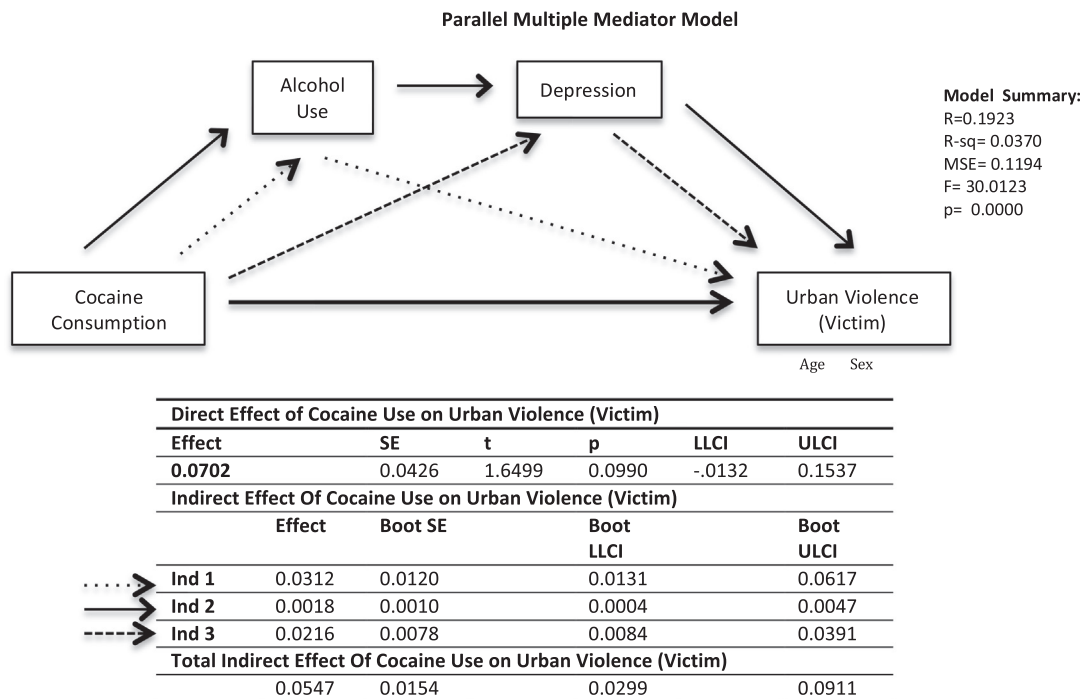 Parallel Multiple Mediator Model
Alcohol
Use
Depression
Model Summary:
R=0.1923
R-sq= 0.0370
MSE= 0.1194
F= 30.0123
p= 0.0000
Cocaine
Consumption
Urban Violence
(Victim)
Age Sex
Direct Effect of Cocaine Use on Urban Violence (Victim)
Effect SE t p LLCI ULCI
0.0702 0.0426 1.6499 0.0990 -.0132 0.1537
Indirect Effect Of Cocaine Use on Urban Violence (Victim)
Effect Boot SE Boot Boot
LLCI ULCI
Ind 1 0.0312 0.0120 0.0131 0.0617
Ind 2 0.0018 0.0010 0.0004 0.0047
Ind 3 0.0216 0.0078 0.0084 0.0391
Total Indirect Effect Of Cocaine Use on Urban Violence (Victim)
0.0547 0.0154 0.0299 0.0911